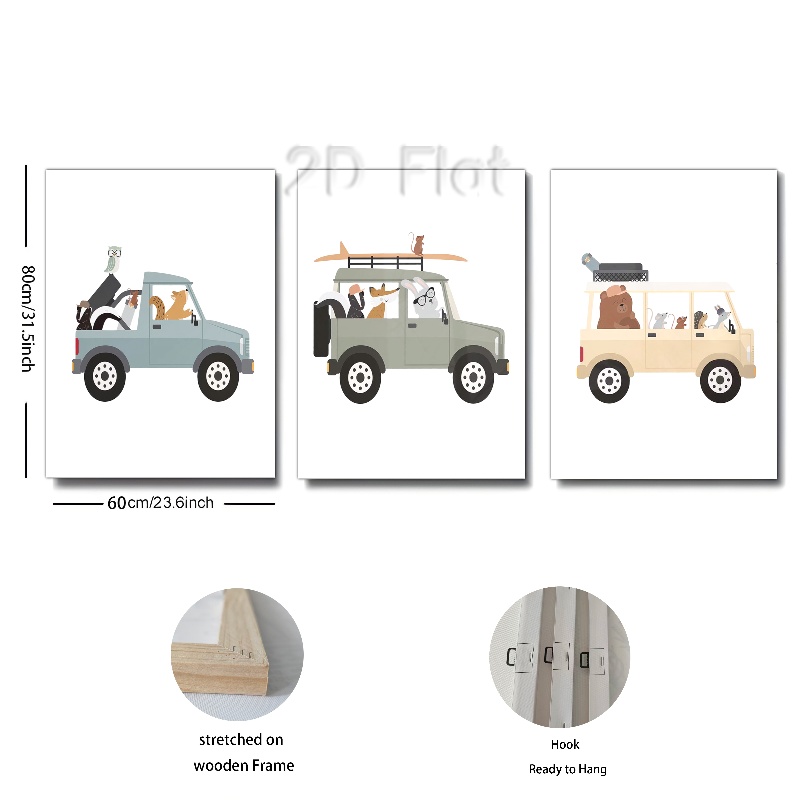 2D Flat
80cm/31.5inch
60cm/23.6inch
stretched on
wooden Frame
Hook
Ready to Hang